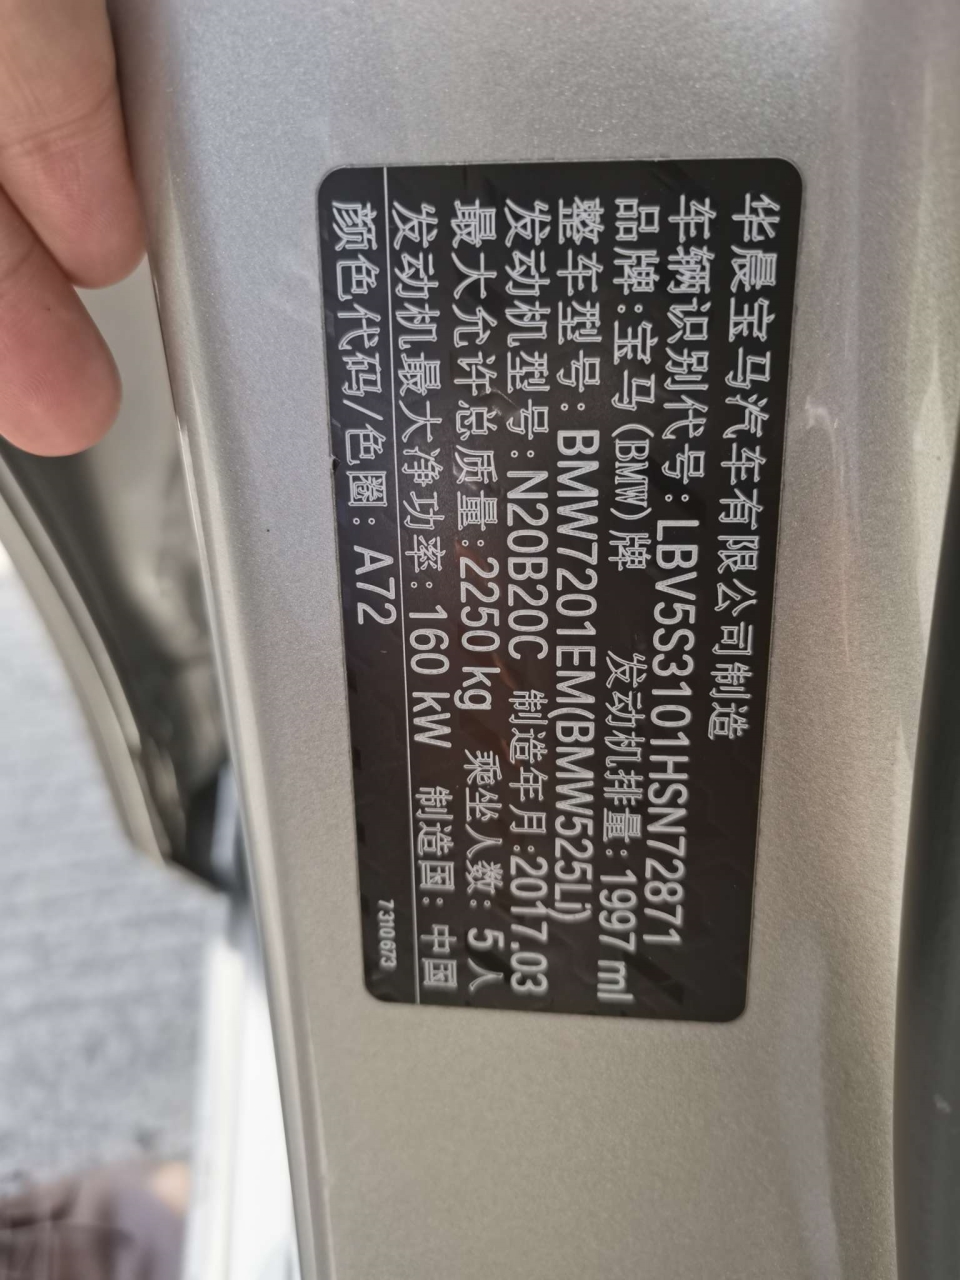 华晨宝马汽车有限公司制造
车辆识别代号:LBV5S3101HSN72871
品牌:宝马(BMW)牌 发动机排量:1997 ml
整车型号:BMW7201EM(BMW525Li)
发动机型号:N20B20C 制造年月:2017.03
最大允许总质量:2250 kg 乘坐人数:5人
发动机最大净功率:160 kW 制造国:中国
颜色代码/色圈:A72
7310673